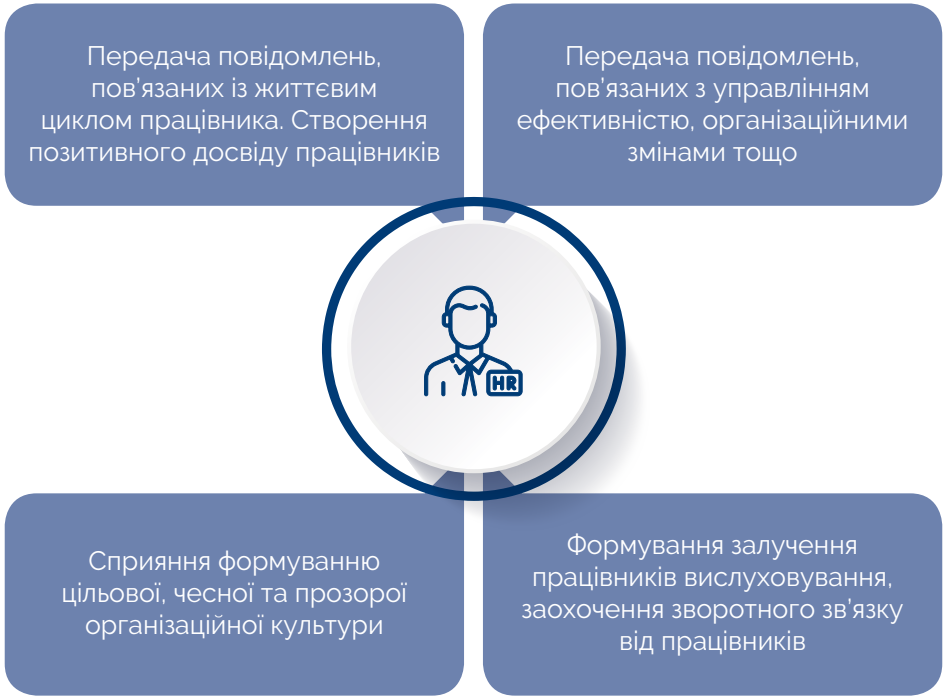 Передача повідомлень,
пов’язаних із життєвим
циклом працівника. Створення
позитивного досвіду працівників
Передача повідомлень,
пов’язаних з управлінням
ефективністю, організаційними
змінами тощо
HR
Сприяння формуванню
цільової, чесної та прозорої
організаційної культури
Формування залучення
працівників вислуховування,
заохочення зворотного зв’язку
від працівників